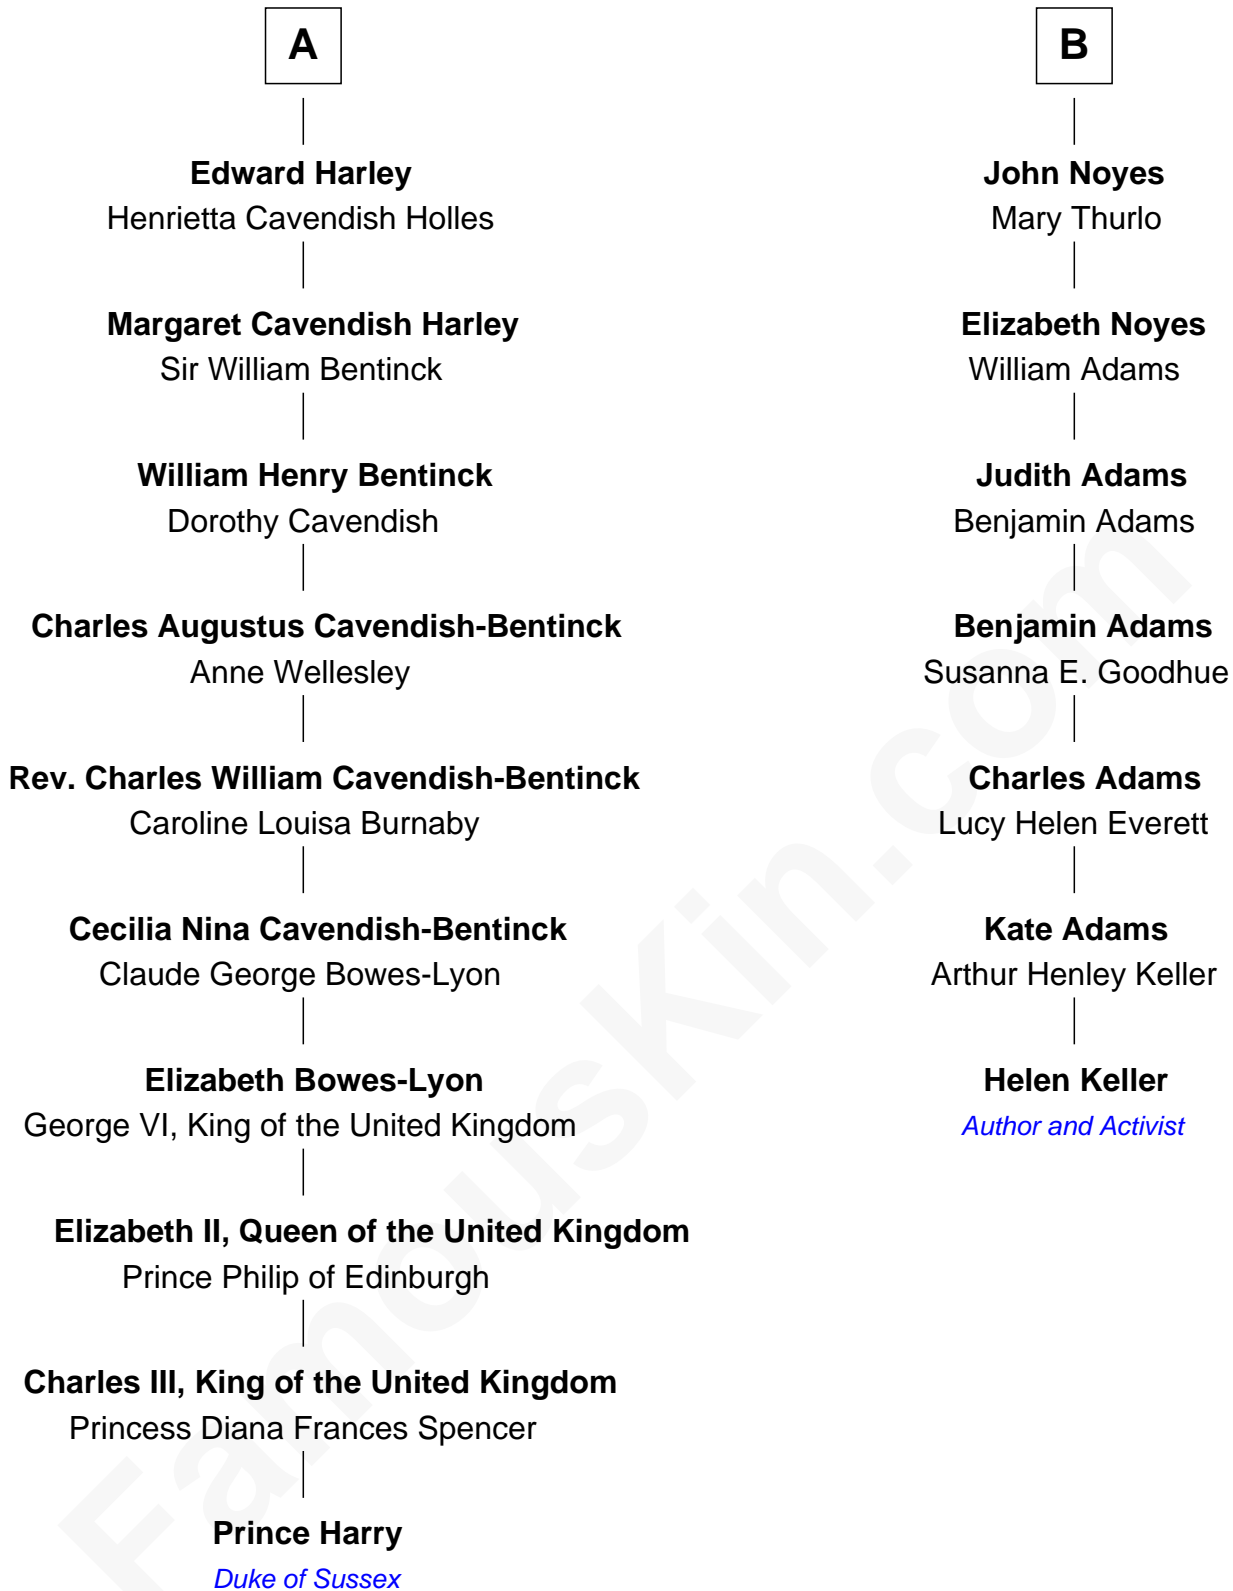 A
Edward Harley
Henrietta Cavendish Holles
Margaret Cavendish Harley
Sir William Bentinck
William Henry Bentinck
Dorothy Cavendish
Charles Augustus Cavendish-Bentinck
Anne Wellesley
Rev. Charles William Cavendish-Bentinck
Caroline Louisa Burnaby
Cecilia Nina Cavendish-Bentinck
Claude George Bowes-Lyon
Elizabeth Bowes-Lyon
George VI, King of the United Kingdom
Elizabeth II, Queen of the United Kingdom
Prince Philip of Edinburgh
Charles III, King of the United Kingdom
Princess Diana Frances Spencer
Prince Harry
Duke of Sussex
B
John Noyes
Mary Thurlo
Elizabeth Noyes
William Adams
Judith Adams
Benjamin Adams
Benjamin Adams
Susanna E. Goodhue
Charles Adams
Lucy Helen Everett
Kate Adams
Arthur Henley Keller
Helen Keller
Author and Activist
FamousKin.com